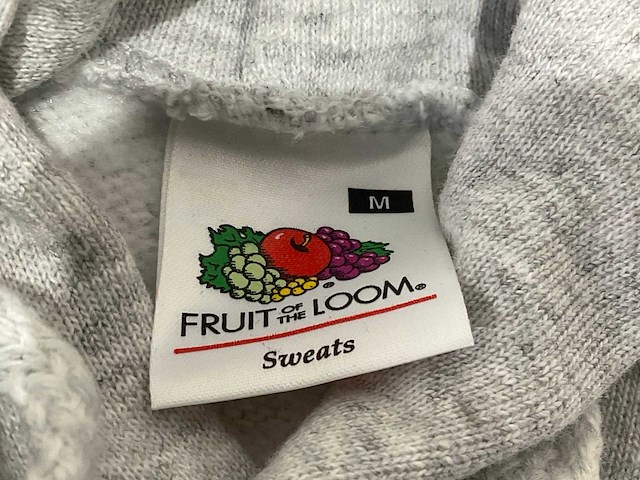 M
FRUIT OF THE LOOM®
Sweats